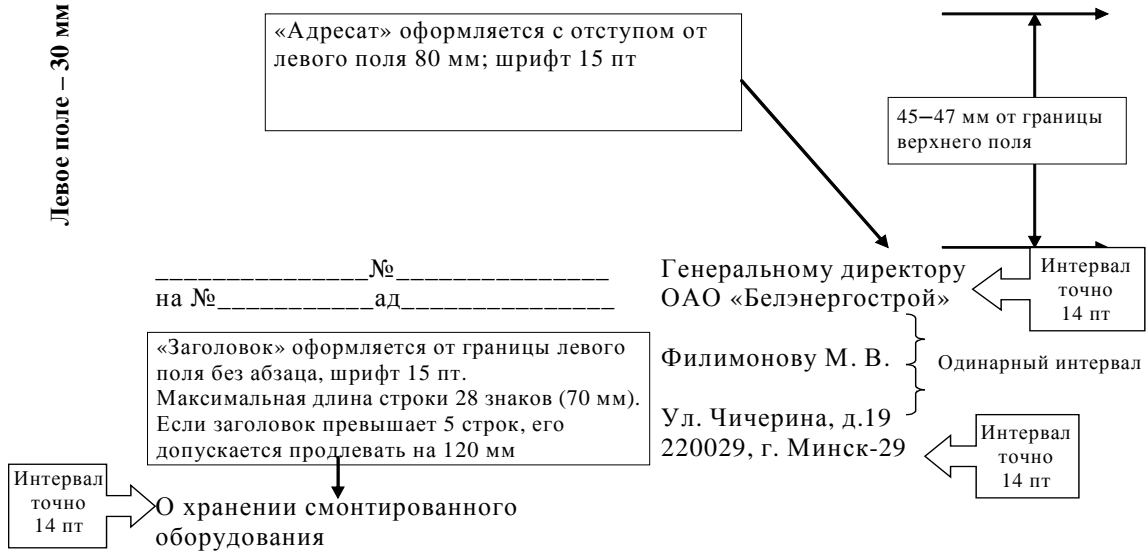 Левое поле – 30 мм
«Адресат» оформляется с отступом от
левого поля 80 мм; шрифт 15 пт
45–47 мм от границы
верхнего поля
_______________№_______________
на №___________ад_______________
Генеральному директору
ОАО «Белэнергострой»
Интервал
точно
14 пт
«Заголовок» оформляется от границы левого
поля без абзаца, шрифт 15 пт.
Максимальная длина строки 28 знаков (70 мм).
Если заголовок превышает 5 строк, его
допускается продлевать на 120 мм
Филимонову М. В.
Одинарный интервал
Ул. Чичерина, д.19
220029, г. Минск-29
Интервал
точно
14 пт
Интервал
точно
14 пт
О хранении смонтированного
оборудования